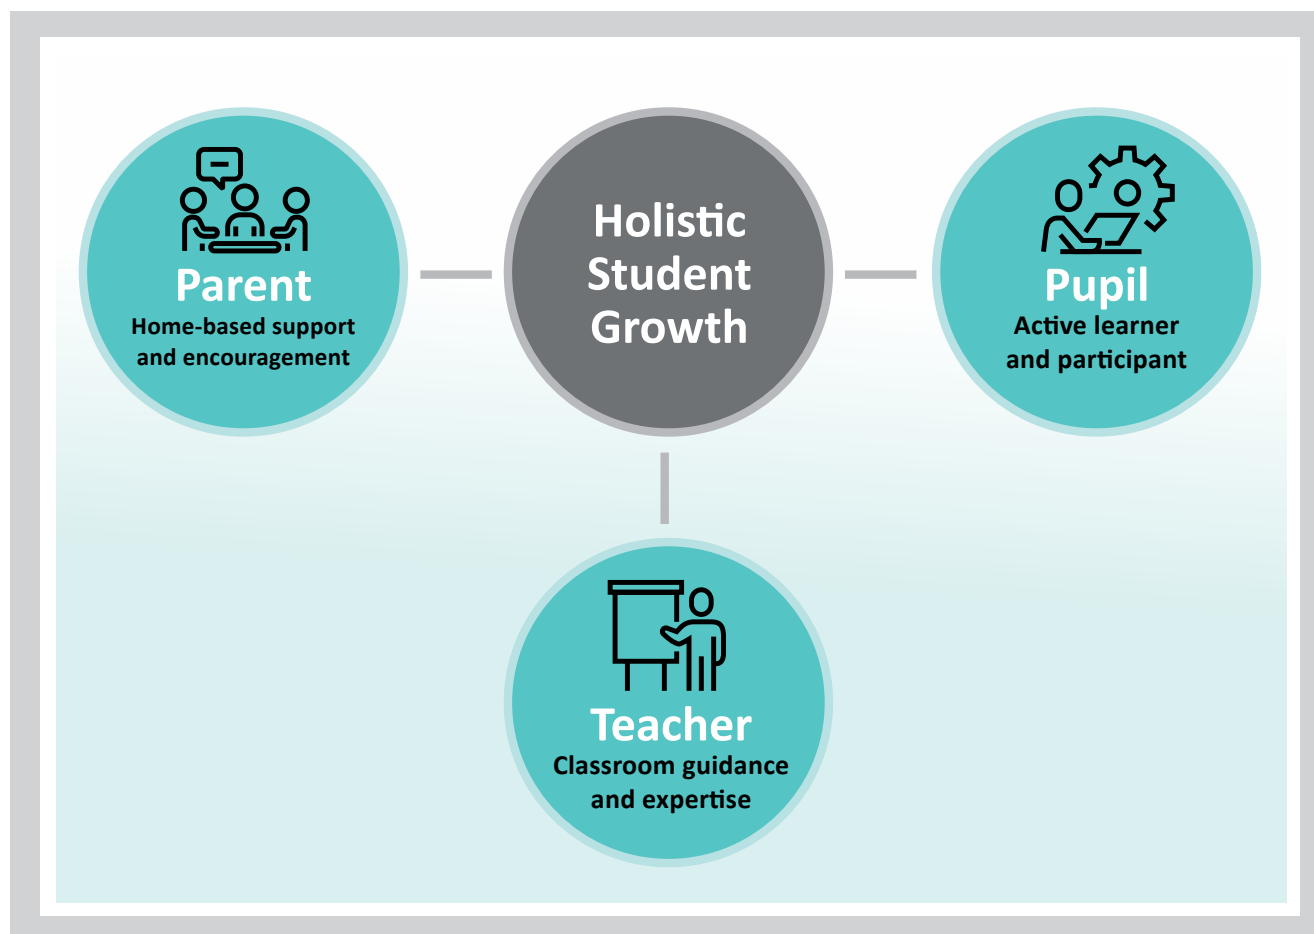 Parent
Home-based support
and encouragement
Holistic
Student
Growth
Pupil
Active learner
and participant
Teacher
Classroom guidance
and expertise